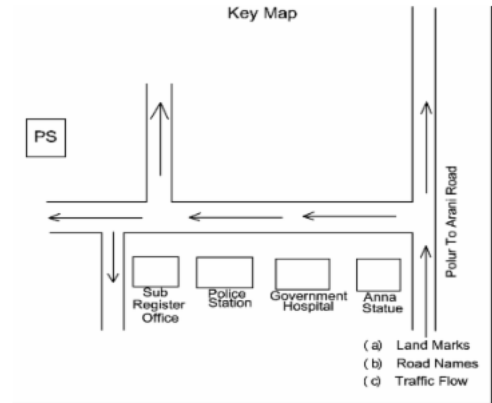 Key Map
PS
Polur To Arani Road
Sub
Register
Office
Police
Station
Government
Hospital
Anna
Statue
(a) Land Marks
(b) Road Names
(c) Traffic Flow